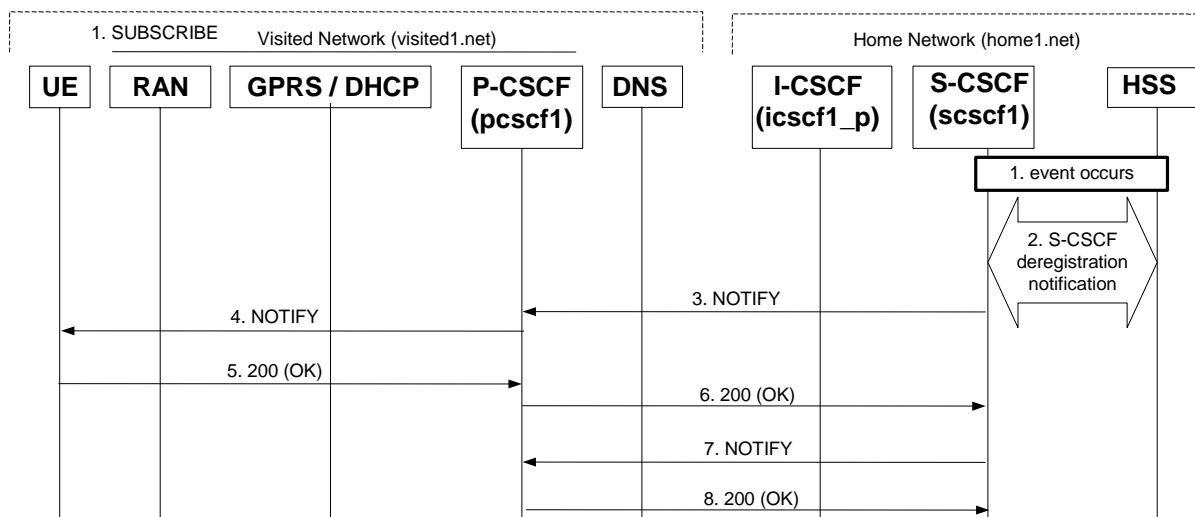 1. SUBSCRIBE
Visited Network (visited1.net)
Home Network (home1.net)
UE
RAN
GPRS / DHCP
P-CSCF
(pcscf1)
DNS
I-CSCF
(icscf1_p)
S-CSCF
(scscf1)
HSS
1. event occurs
2. S-CSCF
deregistration
notification
3. NOTIFY
4. NOTIFY
5. 200 (OK)
6. 200 (OK)
7. NOTIFY
8. 200 (OK)